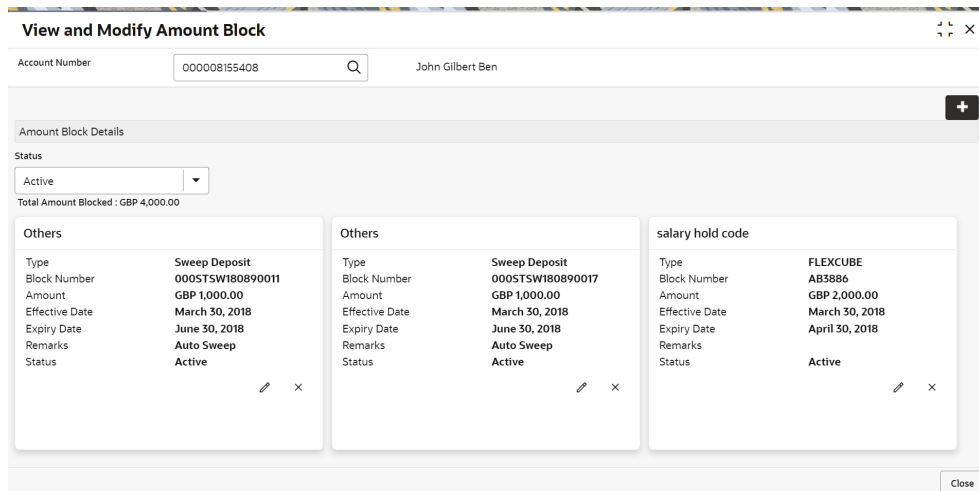 View and Modify Amount Block
Account Number
000008155408
John Gilbert Ben
Amount Block Details
Status
Active
Total Amount Blocked : GBP 4,000.00
Others
Type Sweep Deposit
Block Number 000STSW180890011
Amount GBP 1,000.00
Effective Date March 30, 2018
Expiry Date June 30, 2018
Remarks Auto Sweep
Status Active
Others
Type Sweep Deposit
Block Number 000STSW180890017
Amount GBP 1,000.00
Effective Date March 30, 2018
Expiry Date June 30, 2018
Remarks Auto Sweep
Status Active
salary hold code
Type FLEXCUBE
Block Number AB3886
Amount GBP 2,000.00
Effective Date March 30, 2018
Expiry Date April 30, 2018
Remarks
Status Active
Close